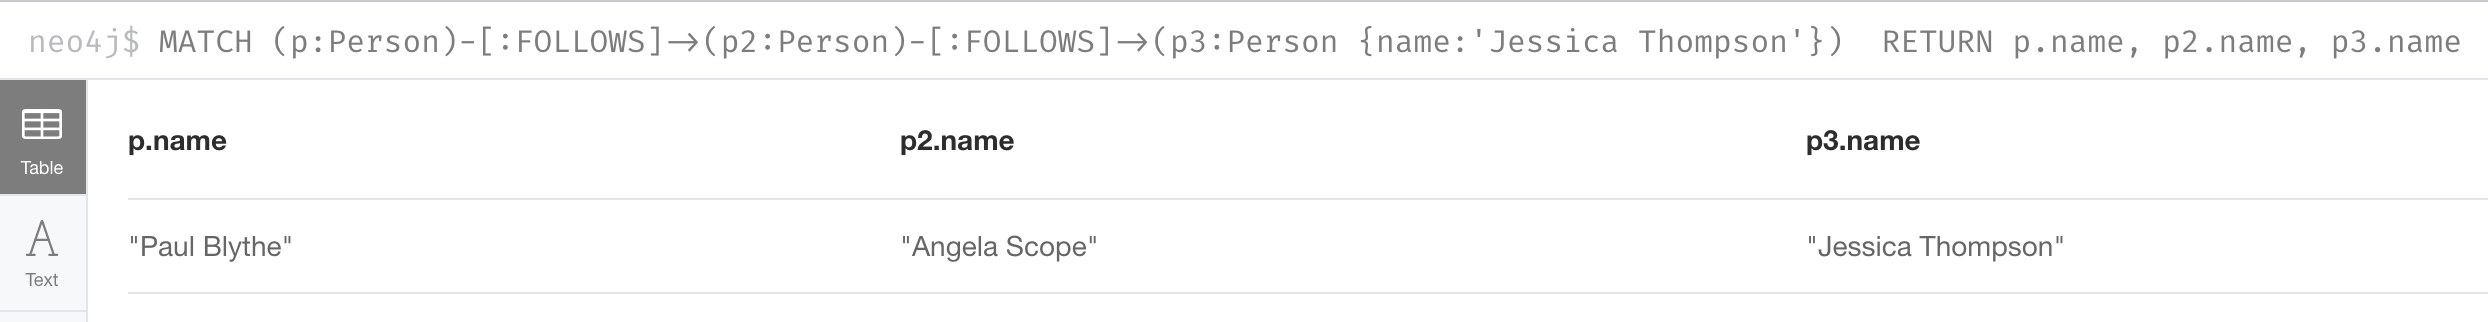 neo4j$ MATCH (p:Person)-[:FOLLOWS]->(p2:Person)-[:FOLLOWS]->(p3:Person {name:'Jessica Thompson'})  RETURN p.name, p2.name, p3.name
Table
p.name p2.name p3.name
"Paul Blythe" "Angela Scope" "Jessica Thompson"
A
Text